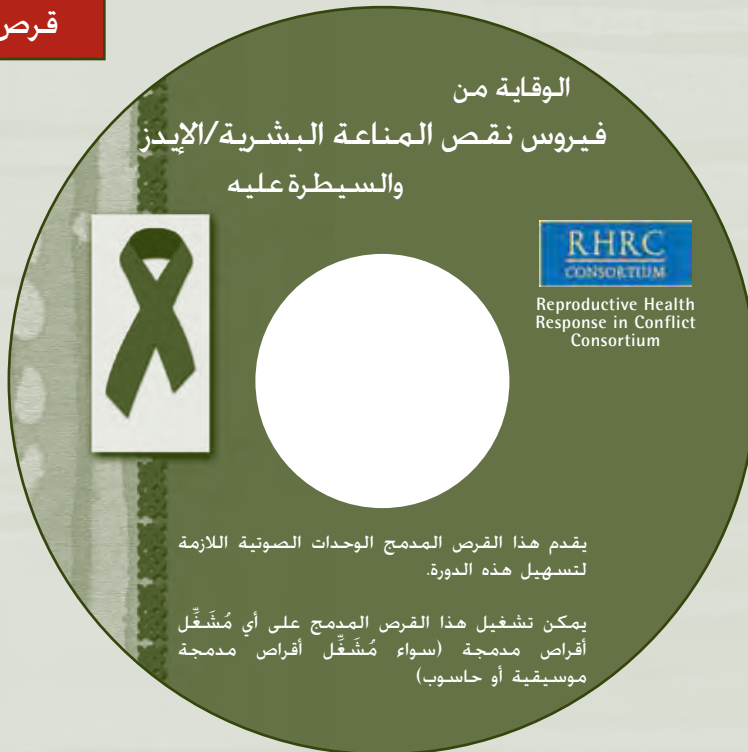 قرص
الوقاية من
فيروس نقص المناعة البشرية/الإيدز
والسيطرة عليه
RHRC
CONSORTIUM
Reproductive Health
Response in Conflict
Consortium
يقدم هذا القرص المدمج الوحدات الصوتية اللازمة
لتسهيل هذه الدورة.
يمكن تشغيل هذا القرص المدمج على أي مُشَغِّل
أقراص مدمجة (سواء مُشَغِّل أقراص مدمجة
موسيقية أو حاسوب)